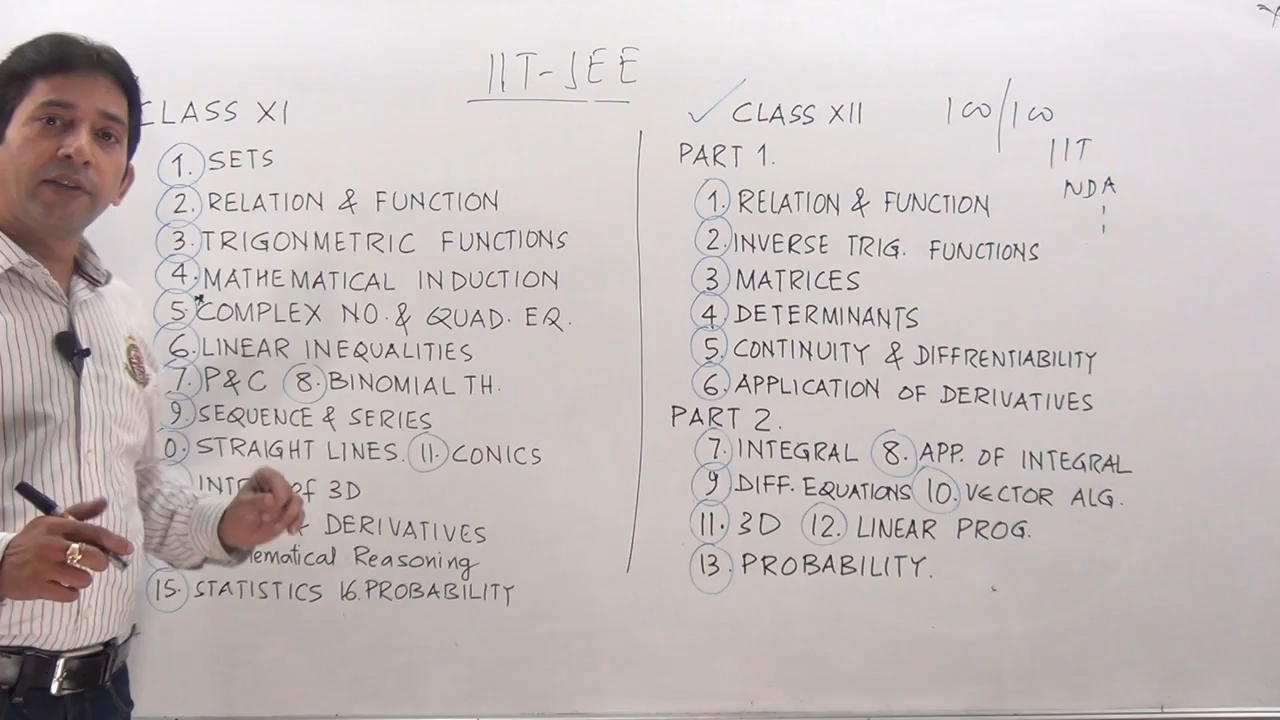 IIT-JEE
CLASS XI
1. SETS
2. RELATION & FUNCTION
3. TRIGONMETRIC FUNCTIONS
4. MATHEMATICAL INDUCTION
5. COMPLEX NO. & QUAD. EQ.
6. LINEAR INEQUALITIES
7. P&C 8. BINOMIAL TH.
9. SEQUENCE & SERIES
0. STRAIGHT LINES. 11. CONICS
of 3D
DERIVATIVES
Reasoning
15. STATISTICS 16. PROBABILITY
✓ CLASS XII 100/100
PART 1. IIT
NDA
1. RELATION & FUNCTION
2. INVERSE TRIG. FUNCTIONS
3 MATRICES
4 DETERMINANTS
5. CONTINUITY & DIFFRENTIABILITY
6. APPLICATION OF DERIVATIVES
PART 2.
7. INTEGRAL 8. APP. OF INTEGRAL
9 DIFF. EQUATIONS 10. VECTOR ALG.
11. 3D 12. LINEAR PROG.
13. PROBABILITY.